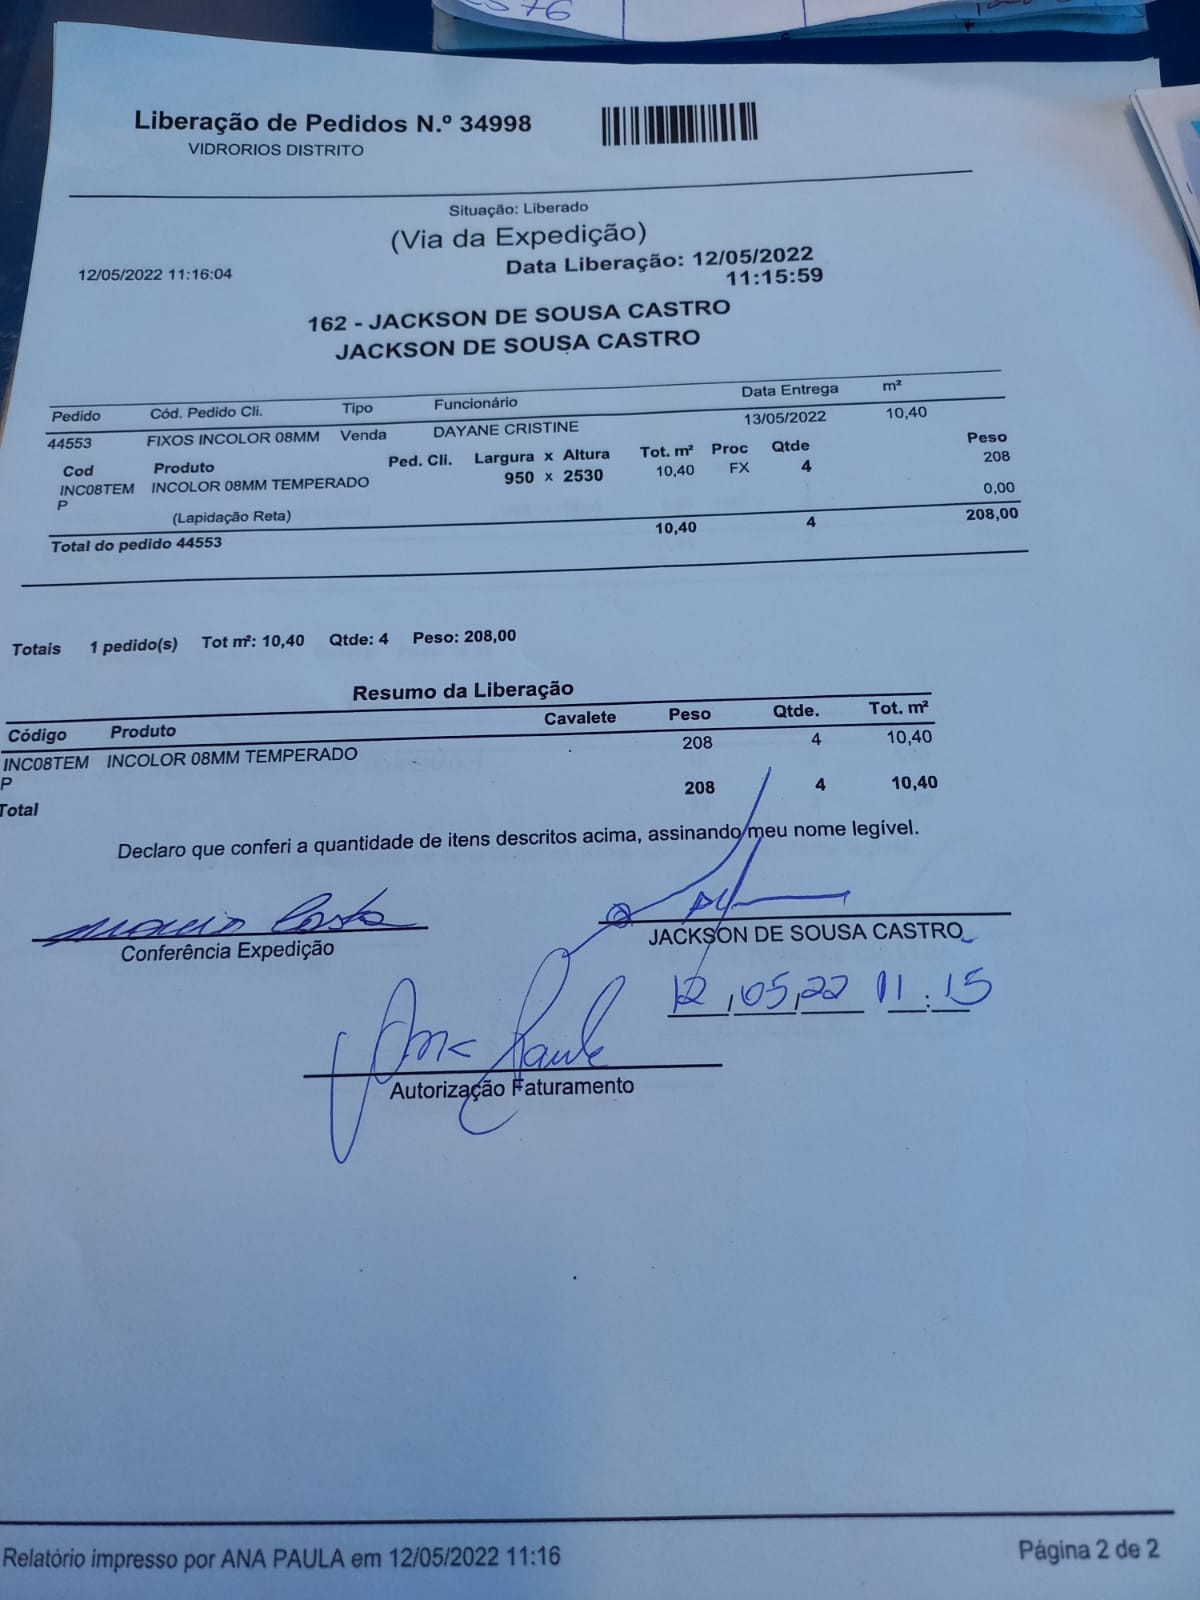 576
Liberação de Pedidos N.º 34998
VIDRORIOS DISTRITO
Situação: Liberado
(Via da Expedição)
12/05/2022 11:16:04
Data Liberação: 12/05/2022
11:15:59
162 - JACKSON DE SOUSA CASTRO
JACKSON DE SOUSA CASTRO
Pedido Cód. Pedido Cli. Tipo Funcionário Data Entrega m²
44553 FIXOS INCOLOR 08MM Venda DAYANE CRISTINE 13/05/2022 10,40
Cod Produto Ped. Cli. Largura x Altura Tot. m² Proc Qtde Peso
INC08TEM INCOLOR 08MM TEMPERADO 950 x 2530 10,40 FX 4 208
P
(Lapidação Reta) 0,00
Total do pedido 44553 10,40 4 208,00
Totais 1 pedido(s) Tot m²: 10,40 Qtde: 4 Peso: 208,00
Resumo da Liberação
Código Produto Cavalete Peso Qtde. Tot. m²
INC08TEM INCOLOR 08MM TEMPERADO 208 4 10,40
P
Total 208 4 10,40
Declaro que conferi a quantidade de itens descritos acima, assinando meu nome legível.
Marcio Costa
Conferência Expedição
JACKSON DE SOUSA CASTRO
12,05,22 11:15
Ana Paula
Autorização Faturamento
Relatório impresso por ANA PAULA em 12/05/2022 11:16
Página 2 de 2